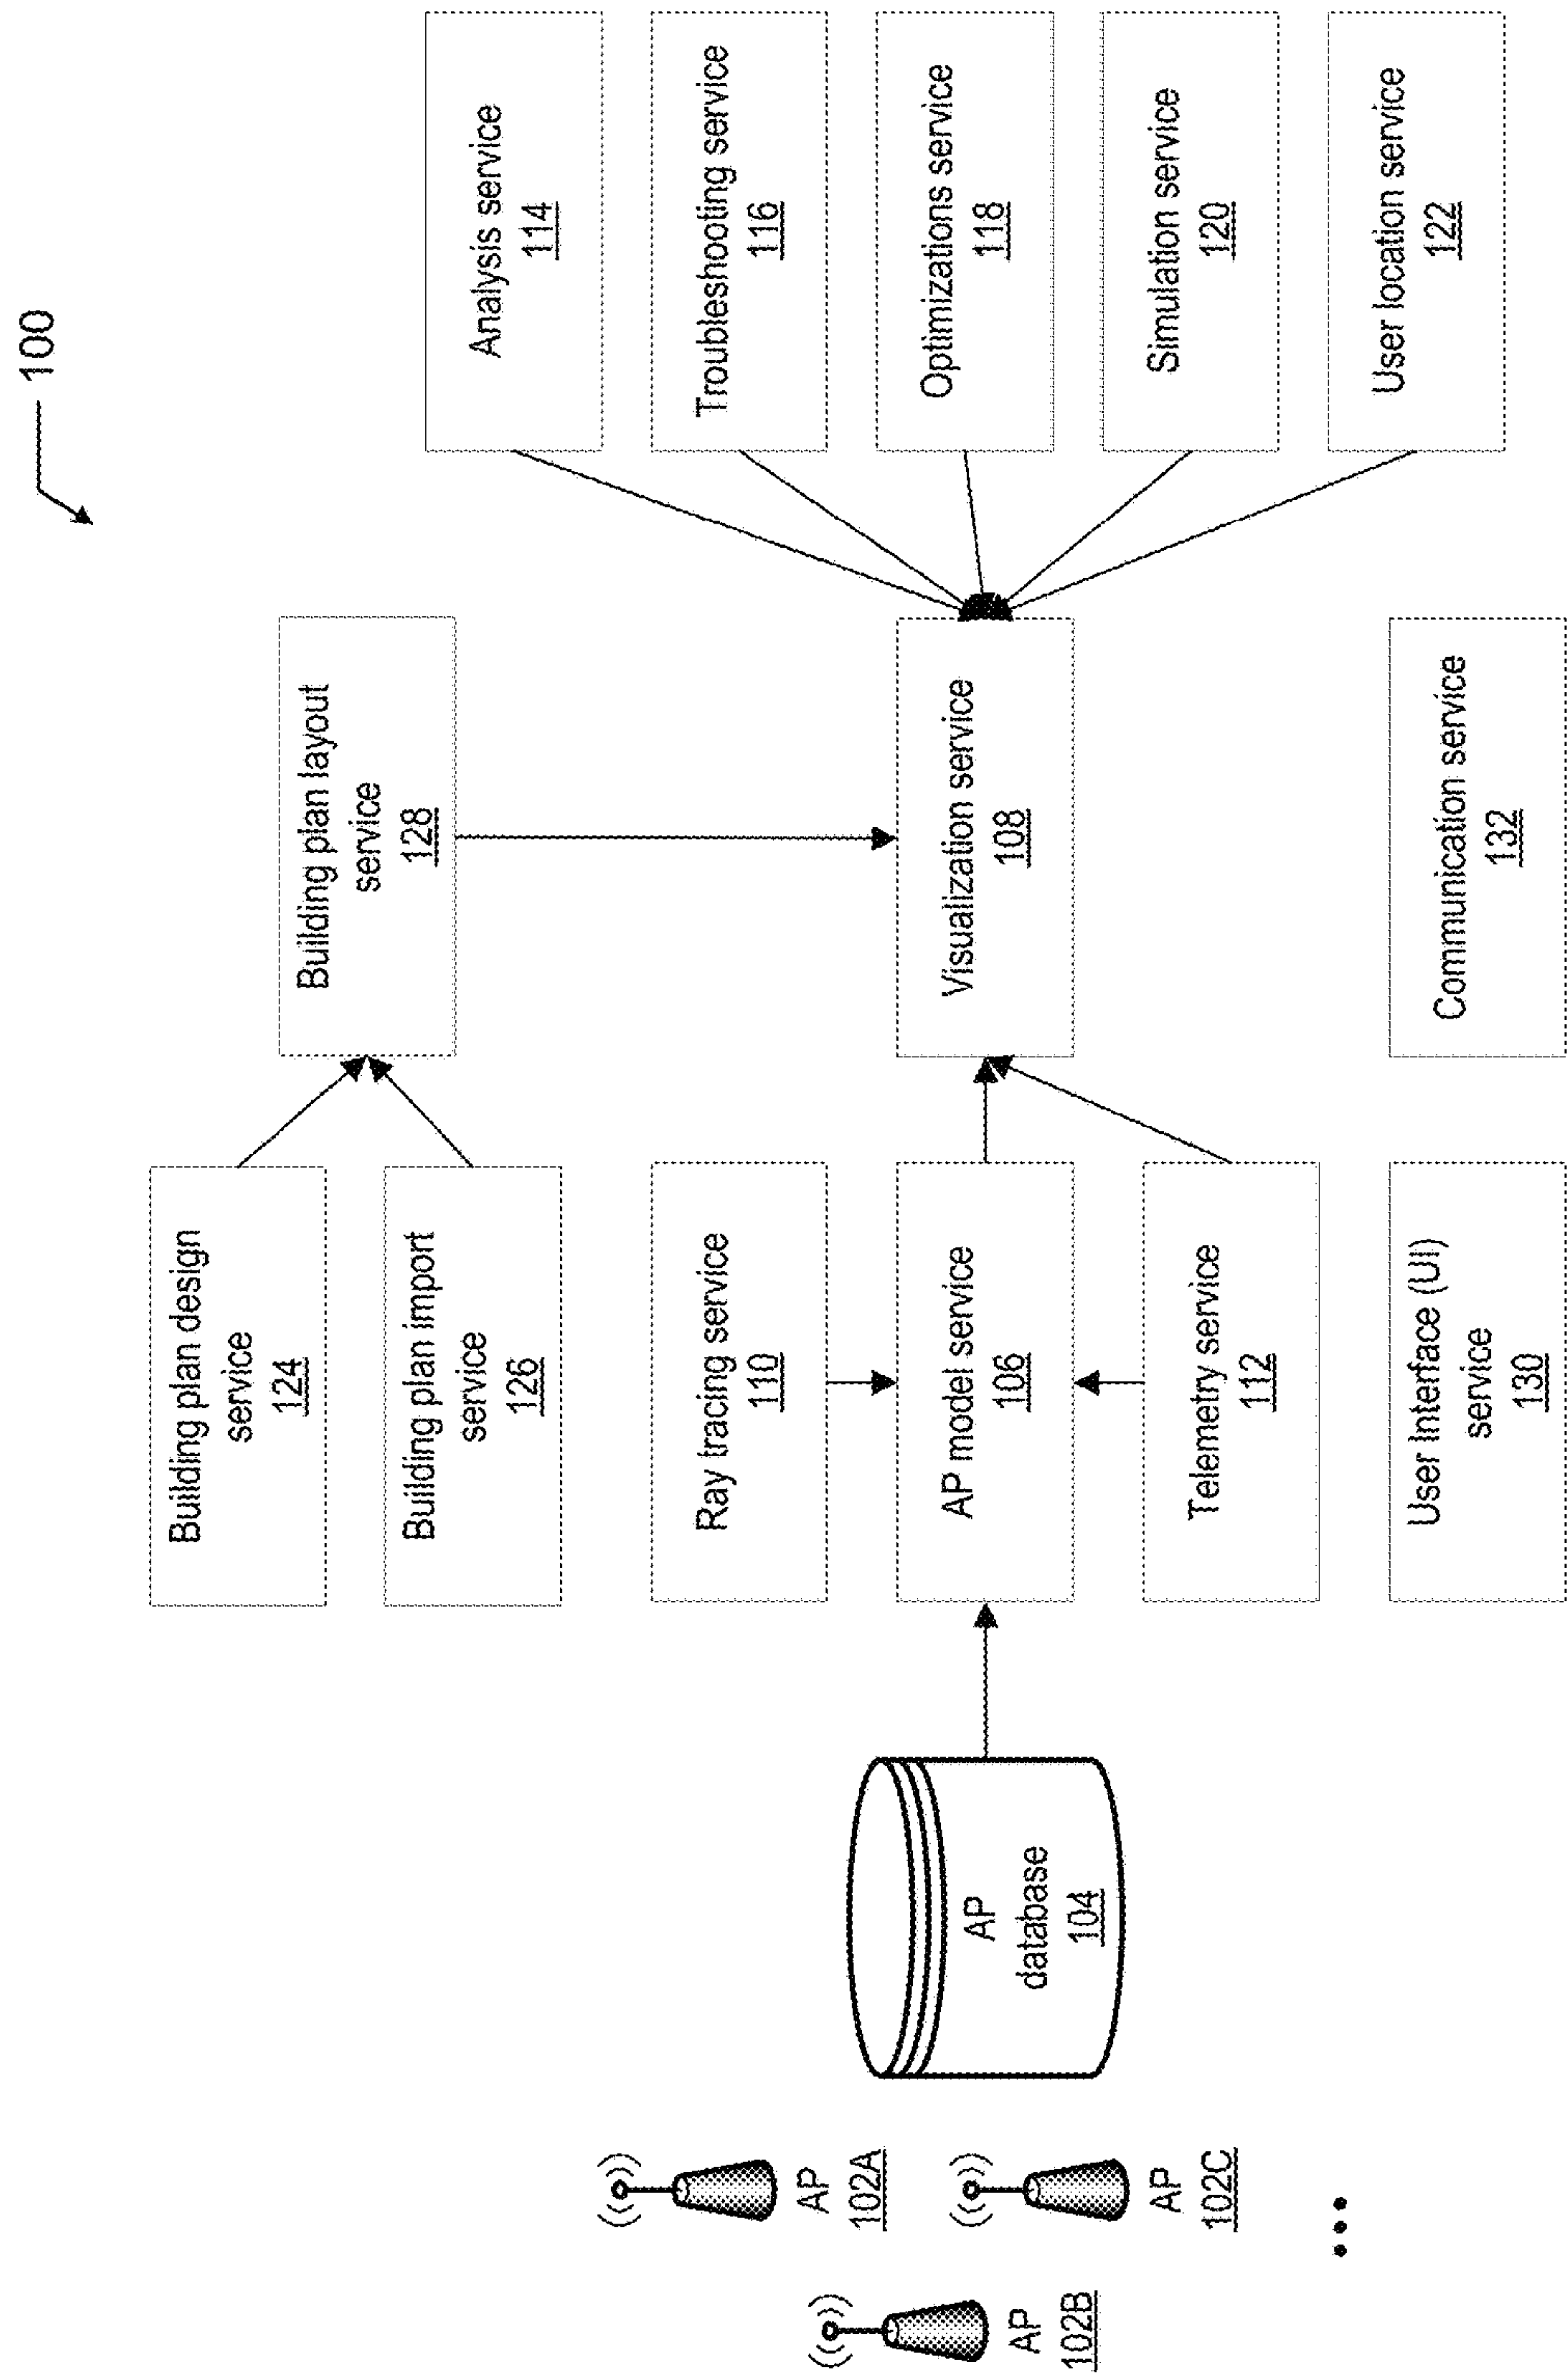 100
Building plan design
service
124
Building plan import
service
126
Building plan layout
service
128
Analysis service
114
Troubleshooting service
116
Optimizations service
118
Simulation service
120
User location service
122
Ray tracing service
110
AP model service
106
Telemetry service
112
Visualization service
108
User Interface (UI)
service
130
Communication service
132
AP
database
104
AP
102A
AP
102B
AP
102C
...